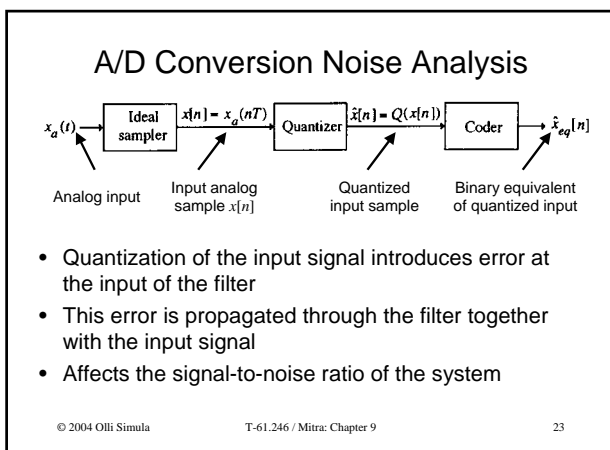 A/D Conversion Noise Analysis
x_a(t) Ideal sampler x[n] = x_a(nT) Quantizer x̂[n] = Q(x[n]) Coder x̂_eq[n]
Analog input
Input analog
sample x[n]
Quantized
input sample
Binary equivalent
of quantized input
• Quantization of the input signal introduces error at
the input of the filter
• This error is propagated through the filter together
with the input signal
• Affects the signal-to-noise ratio of the system
© 2004 Olli Simula T-61.246 / Mitra: Chapter 9 23